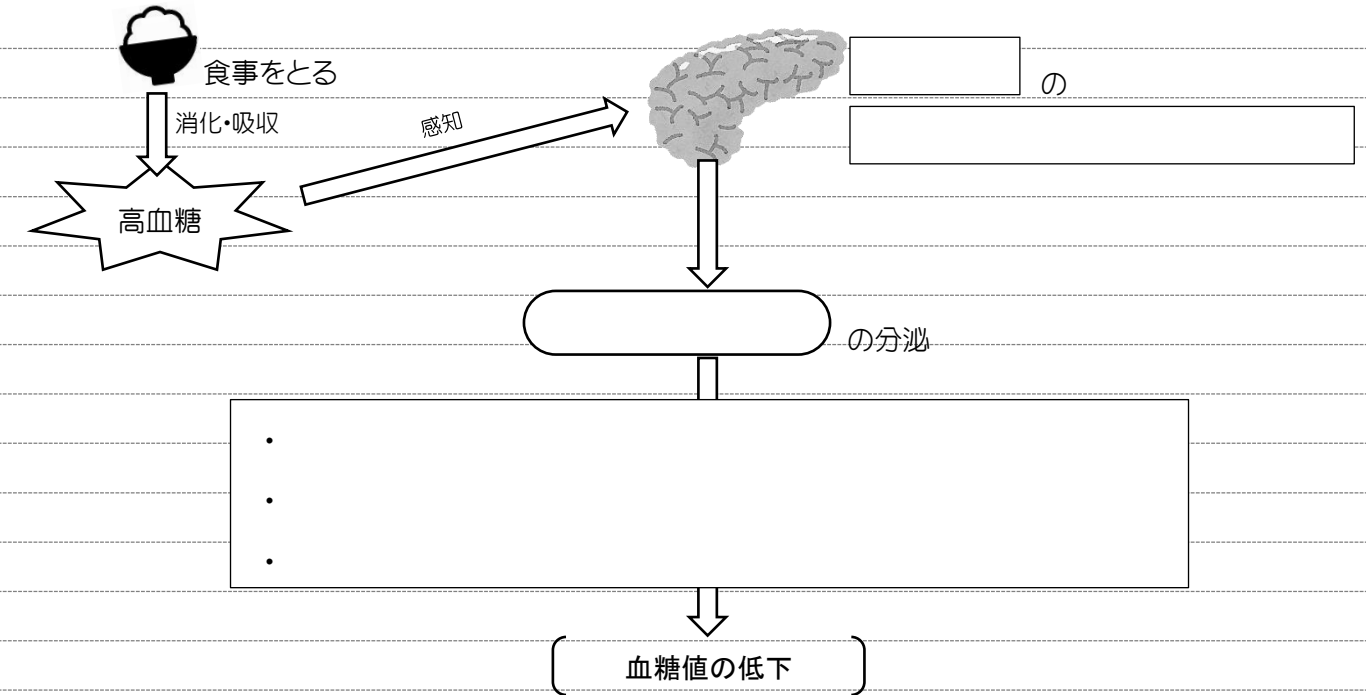 食事をとる
の
消化・吸収
感知
高血糖
の分泌
・
・
・
血糖値の低下